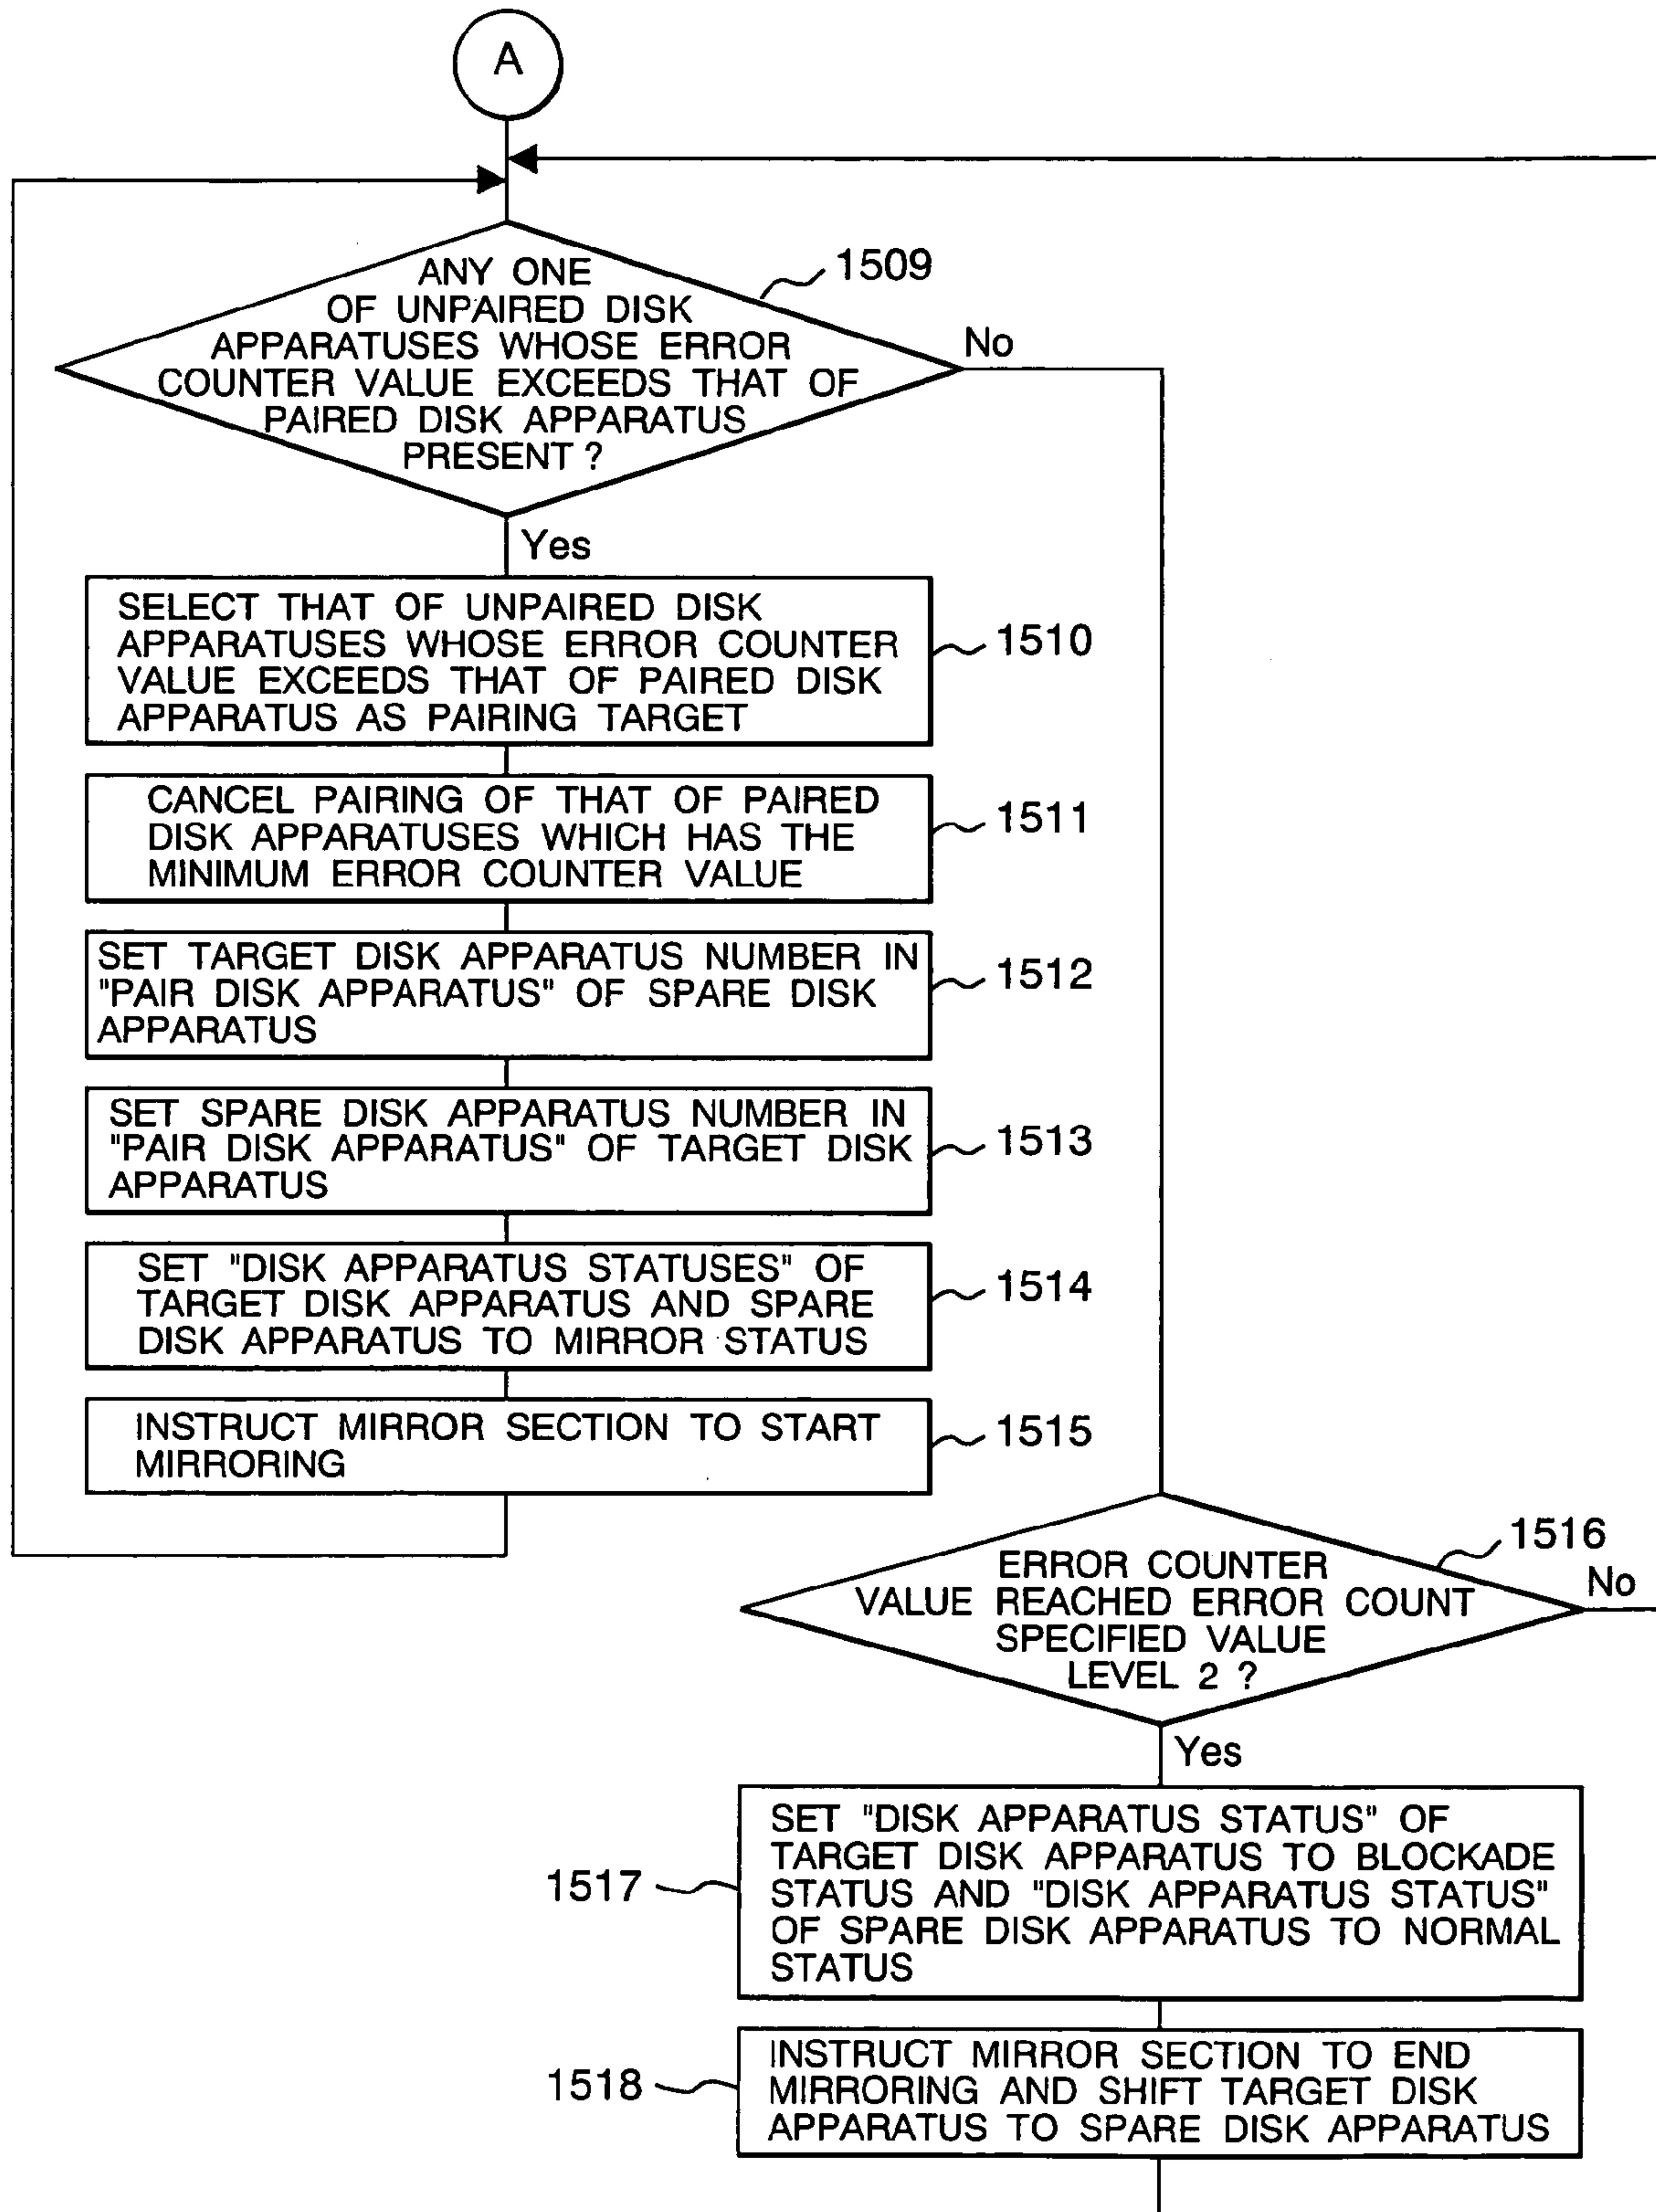 A
1509
ANY ONE
OF UNPAIRED DISK
APPARATUSES WHOSE ERROR
COUNTER VALUE EXCEEDS THAT OF
PAIRED DISK APPARATUS
PRESENT ?
No
Yes
SELECT THAT OF UNPAIRED DISK
APPARATUSES WHOSE ERROR COUNTER
VALUE EXCEEDS THAT OF PAIRED DISK
APPARATUS AS PAIRING TARGET
1510
CANCEL PAIRING OF THAT OF PAIRED
DISK APPARATUSES WHICH HAS THE
MINIMUM ERROR COUNTER VALUE
1511
SET TARGET DISK APPARATUS NUMBER IN
"PAIR DISK APPARATUS" OF SPARE DISK
APPARATUS
1512
SET SPARE DISK APPARATUS NUMBER IN
"PAIR DISK APPARATUS" OF TARGET DISK
APPARATUS
1513
SET "DISK APPARATUS STATUSES" OF
TARGET DISK APPARATUS AND SPARE
DISK APPARATUS TO MIRROR STATUS
1514
INSTRUCT MIRROR SECTION TO START
MIRRORING
1515
1516
ERROR COUNTER
VALUE REACHED ERROR COUNT
SPECIFIED VALUE
LEVEL 2 ?
No
Yes
SET "DISK APPARATUS STATUS" OF
TARGET DISK APPARATUS TO BLOCKADE
STATUS AND "DISK APPARATUS STATUS"
OF SPARE DISK APPARATUS TO NORMAL
STATUS
1517
INSTRUCT MIRROR SECTION TO END
MIRRORING AND SHIFT TARGET DISK
APPARATUS TO SPARE DISK APPARATUS
1518